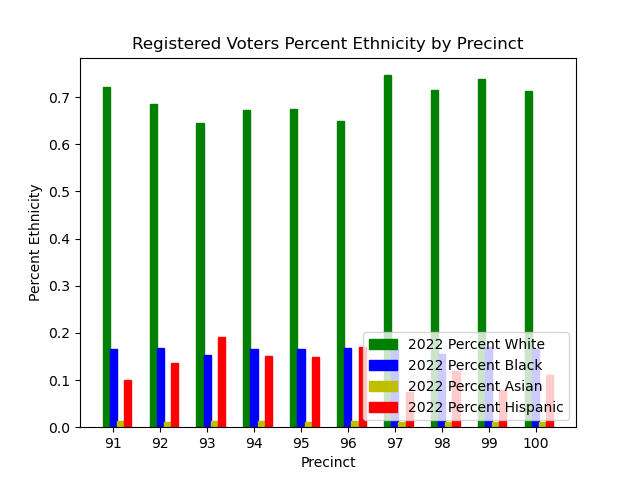 Registered Voters Percent Ethnicity by Precinct
Percent Ethnicity
0.7
0.6
0.5
0.4
0.3
0.2
0.1
0.0
2022 Percent White
2022 Percent Black
2022 Percent Asian
2022 Percent Hispanic
91 92 93 94 95 96 97 98 99 100
Precinct